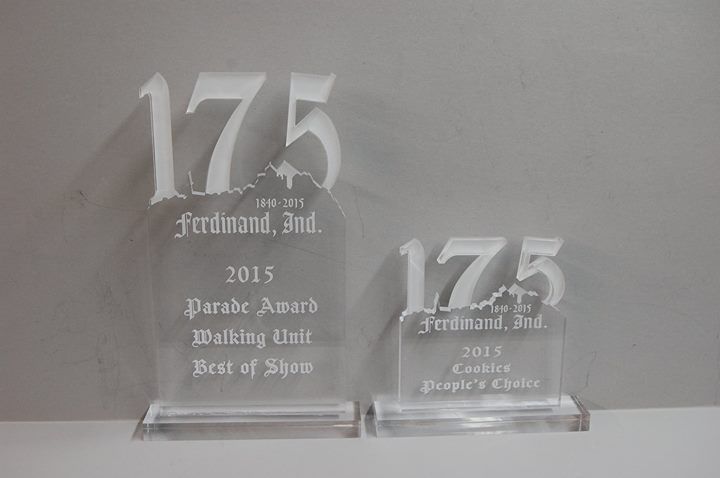 175
1840-2015
Ferdinand, Ind.
2015
Parade Award
Walking Unit
Best of Show
175
1840-2015
Ferdinand, Ind.
2015
Cookies
People's Choice